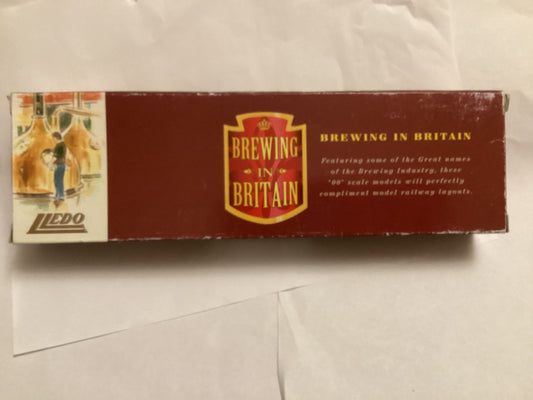 LLEDO
BREWING
IN
BRITAIN
BREWING IN BRITAIN
Featuring some of the Great names
of the Brewing Industry, these
"00" scale models will perfectly
compliment model railway layouts.